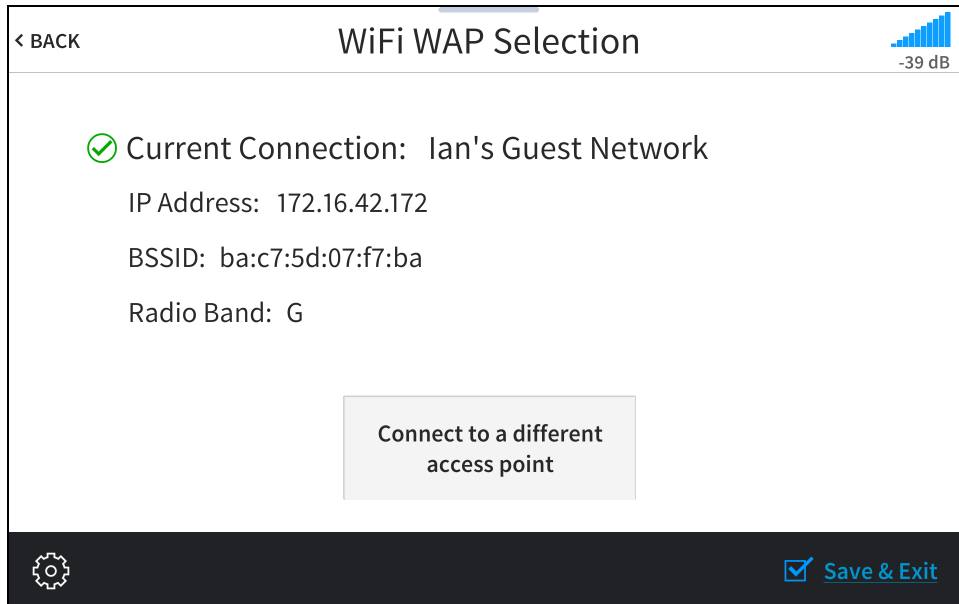 < BACK
WiFi WAP Selection
-39 dB
Current Connection: Ian's Guest Network
IP Address: 172.16.42.172
BSSID: ba:c7:5d:07:f7:ba
Radio Band: G
Connect to a different
access point
Save & Exit